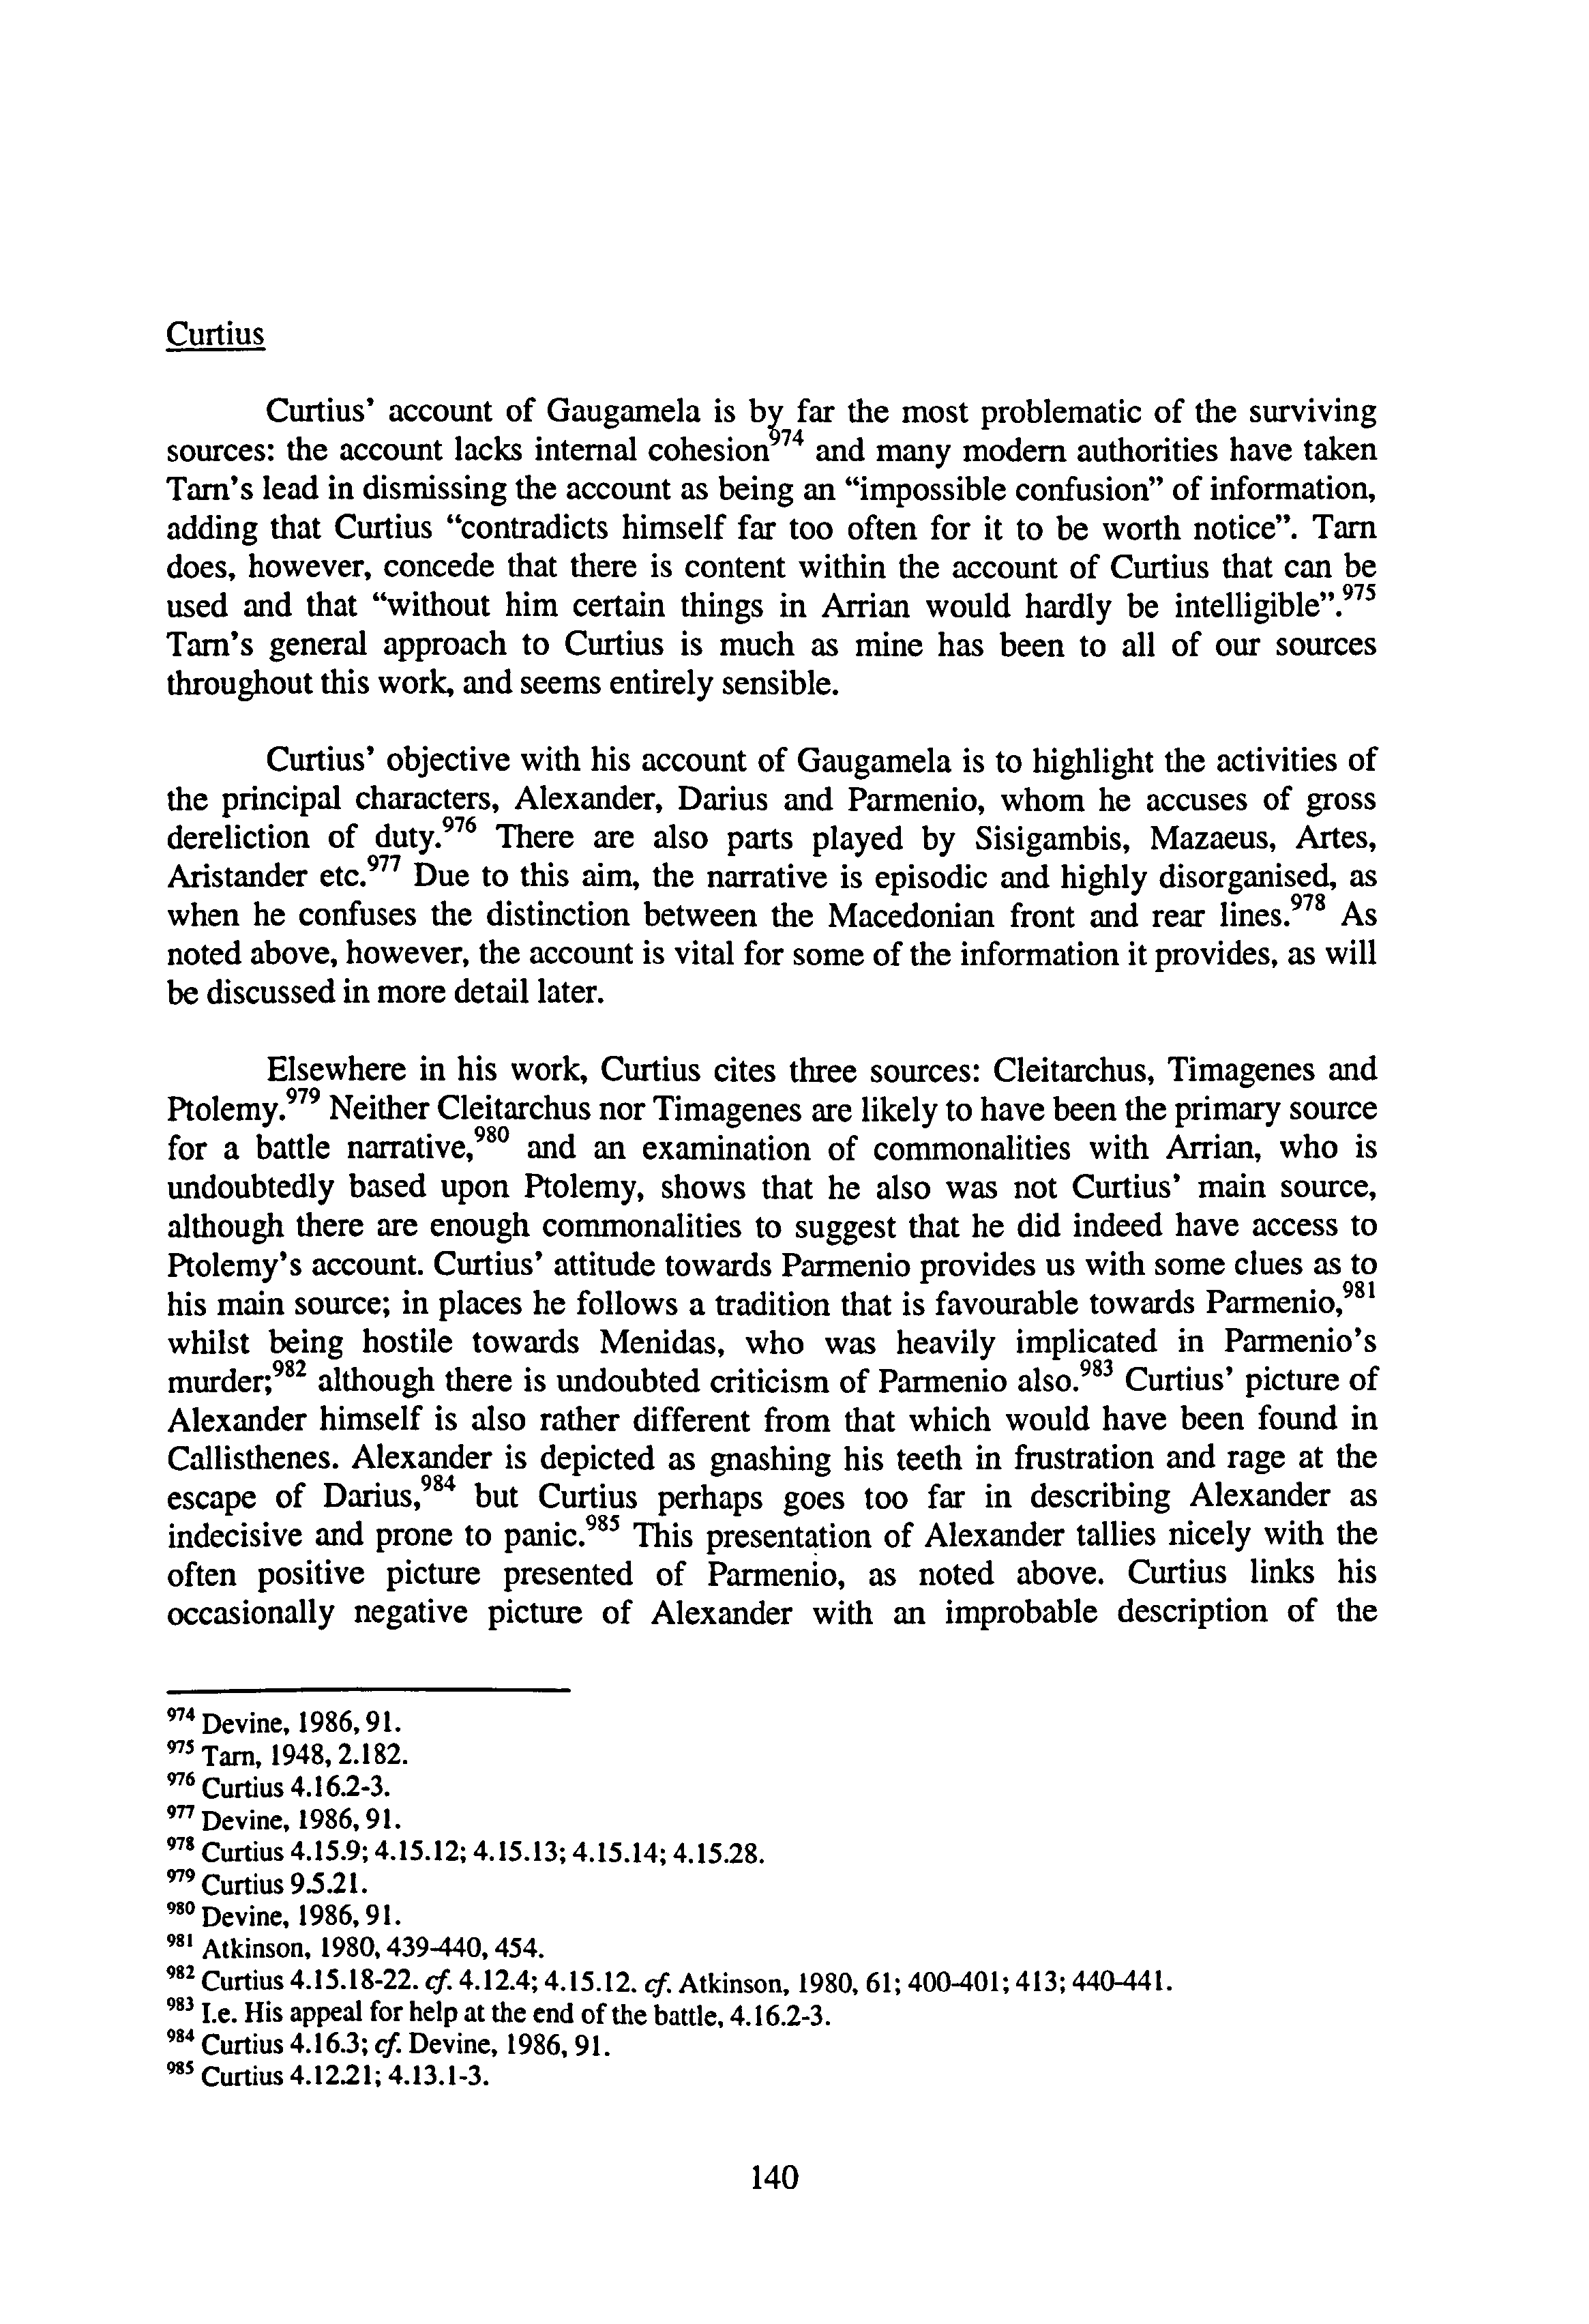 Curtius
Curtius’ account of Gaugamela is by far the most problematic of the surviving
sources: the account lacks internal cohesion974 and many modern authorities have taken
Tarn’s lead in dismissing the account as being an “impossible confusion” of information,
adding that Curtius “contradicts himself far too often for it to be worth notice”. Tarn
does, however, concede that there is content within the account of Curtius that can be
used and that “without him certain things in Arrian would hardly be intelligible”.975
Tarn’s general approach to Curtius is much as mine has been to all of our sources
throughout this work, and seems entirely sensible.
Curtius’ objective with his account of Gaugamela is to highlight the activities of
the principal characters, Alexander, Darius and Parmenio, whom he accuses of gross
dereliction of duty.976 There are also parts played by Sisigambis, Mazaeus, Artes,
Aristander etc.977 Due to this aim, the narrative is episodic and highly disorganised, as
when he confuses the distinction between the Macedonian front and rear lines.978 As
noted above, however, the account is vital for some of the information it provides, as will
be discussed in more detail later.
Elsewhere in his work, Curtius cites three sources: Cleitarchus, Timagenes and
Ptolemy.979 Neither Cleitarchus nor Timagenes are likely to have been the primary source
for a battle narrative,980 and an examination of commonalities with Arrian, who is
undoubtedly based upon Ptolemy, shows that he also was not Curtius’ main source,
although there are enough commonalities to suggest that he did indeed have access to
Ptolemy’s account. Curtius’ attitude towards Parmenio provides us with some clues as to
his main source; in places he follows a tradition that is favourable towards Parmenio,981
whilst being hostile towards Menidas, who was heavily implicated in Parmenio’s
murder;982 although there is undoubted criticism of Parmenio also.983 Curtius’ picture of
Alexander himself is also rather different from that which would have been found in
Callisthenes. Alexander is depicted as gnashing his teeth in frustration and rage at the
escape of Darius,984 but Curtius perhaps goes too far in describing Alexander as
indecisive and prone to panic.985 This presentation of Alexander tallies nicely with the
often positive picture presented of Parmenio, as noted above. Curtius links his
occasionally negative picture of Alexander with an improbable description of the
974 Devine, 1986, 91.
975 Tarn, 1948, 2.182.
976 Curtius 4.16.2-3.
977 Devine, 1986, 91.
978 Curtius 4.15.9; 4.15.12; 4.15.13; 4.15.14; 4.15.28.
979 Curtius 9.5.21.
980 Devine, 1986, 91.
981 Atkinson, 1980, 439-440, 454.
982 Curtius 4.15.18-22. cf. 4.12.4; 4.15.12. cf. Atkinson, 1980, 61; 400-401; 413; 440-441.
983 I.e. His appeal for help at the end of the battle, 4.16.2-3.
984 Curtius 4.16.3; cf. Devine, 1986, 91.
985 Curtius 4.12.21; 4.13.1-3.
140